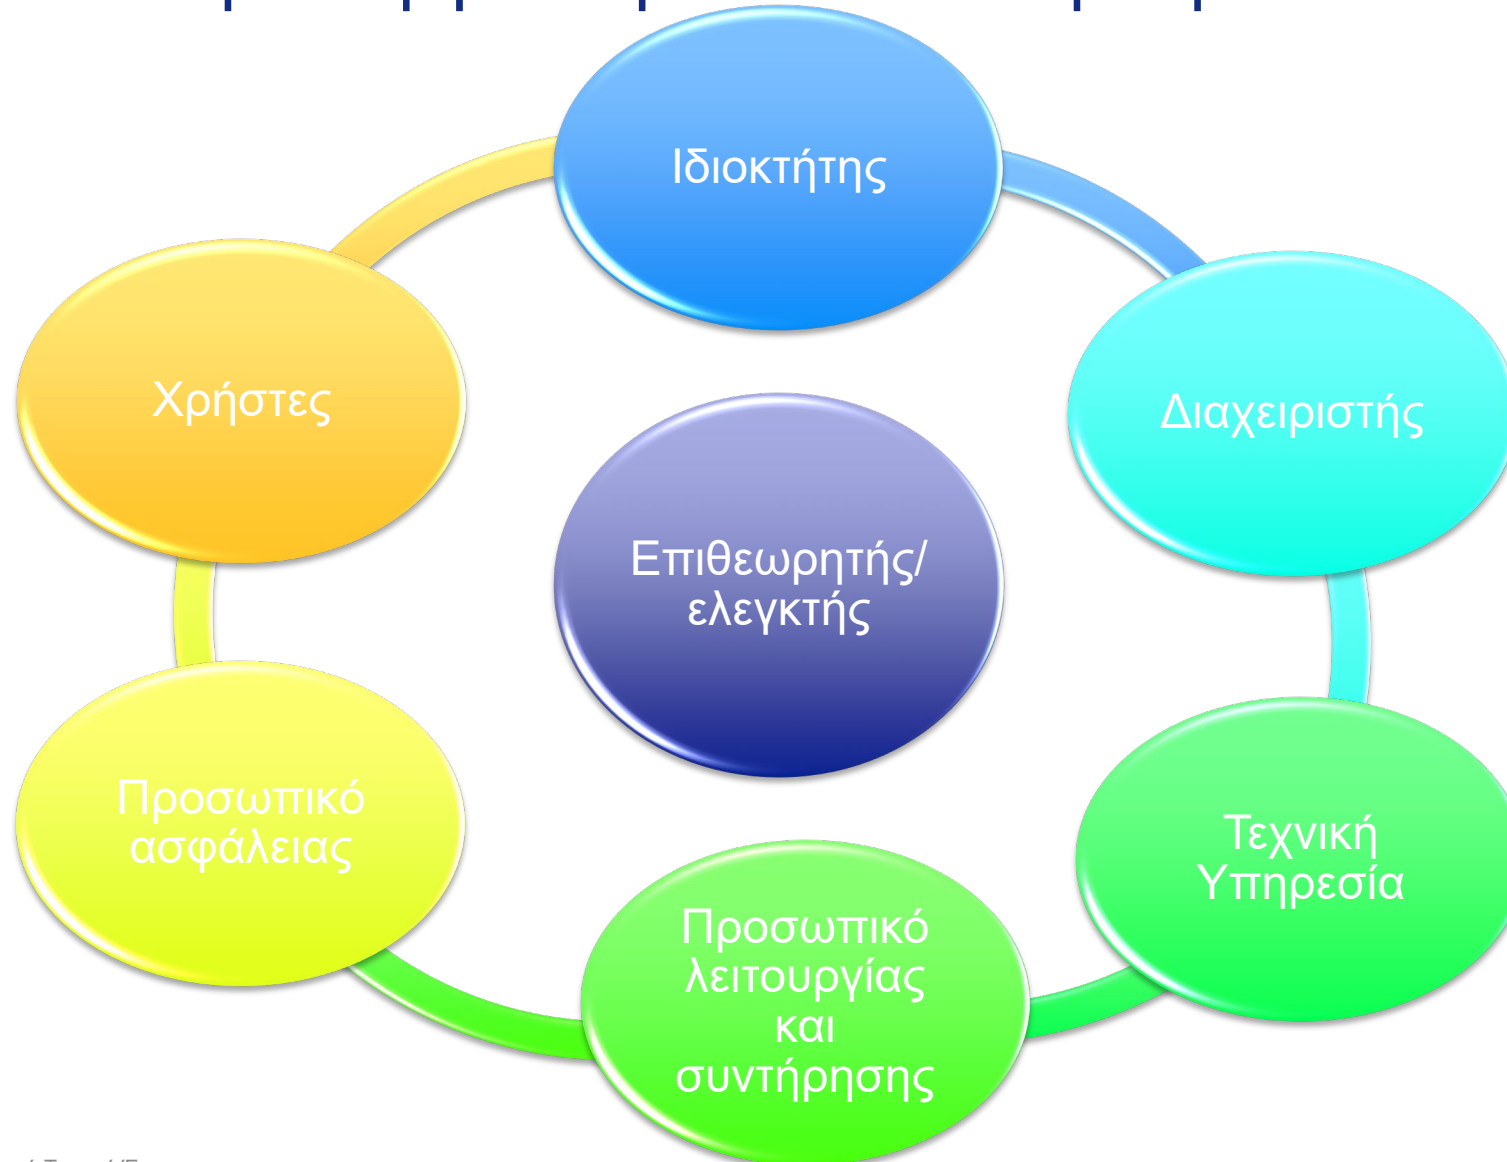 Ιδιοκτήτης
Χρήστες
Διαχειριστής
Επιθεωρητής/
ελεγκτής
Προσωπικό
ασφάλειας
Τεχνική
Υπηρεσία
Προσωπικό
λειτουργίας
και
συντήρησης